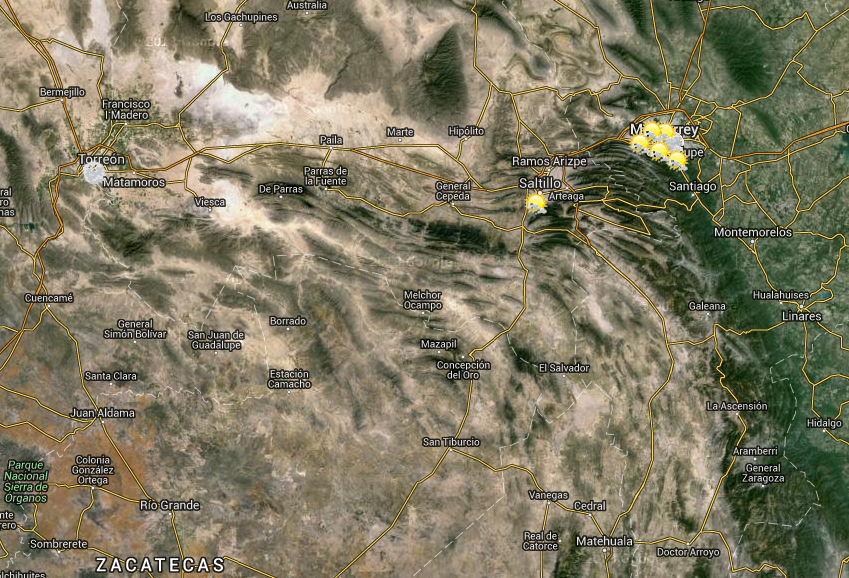 Australia
Los Gachupines
Bermejillo
Francisco
I Madero
Torreón
Matamoros
Viesca
De Parras
Paila
Parras de
la Fuente
Marte
Hipólito
General
Cepeda
Ramos Arizpe
Saltillo
Arteaga
Santiago
Montemorelos
Cuencamé
General
Simón Bolívar
San Juan de
Guadalupe
Borrado
Melchor
Ocampo
Galeana
Hualahuises
Linares
Mazapil
Concepción
del Oro
El Salvador
Santa Clara
Estación
Camacho
Juan Aldama
La Ascensión
Hidalgo
San Tiburcio
Aramberri
General
Zaragoza
Parque
Nacional
Sierra de
Órganos
Colonia
González
Ortega
Río Grande
Vanegas
Cedral
Real de
Catorce
Matehuala
Doctor Arroyo
Sombrerete
ZACATECAS